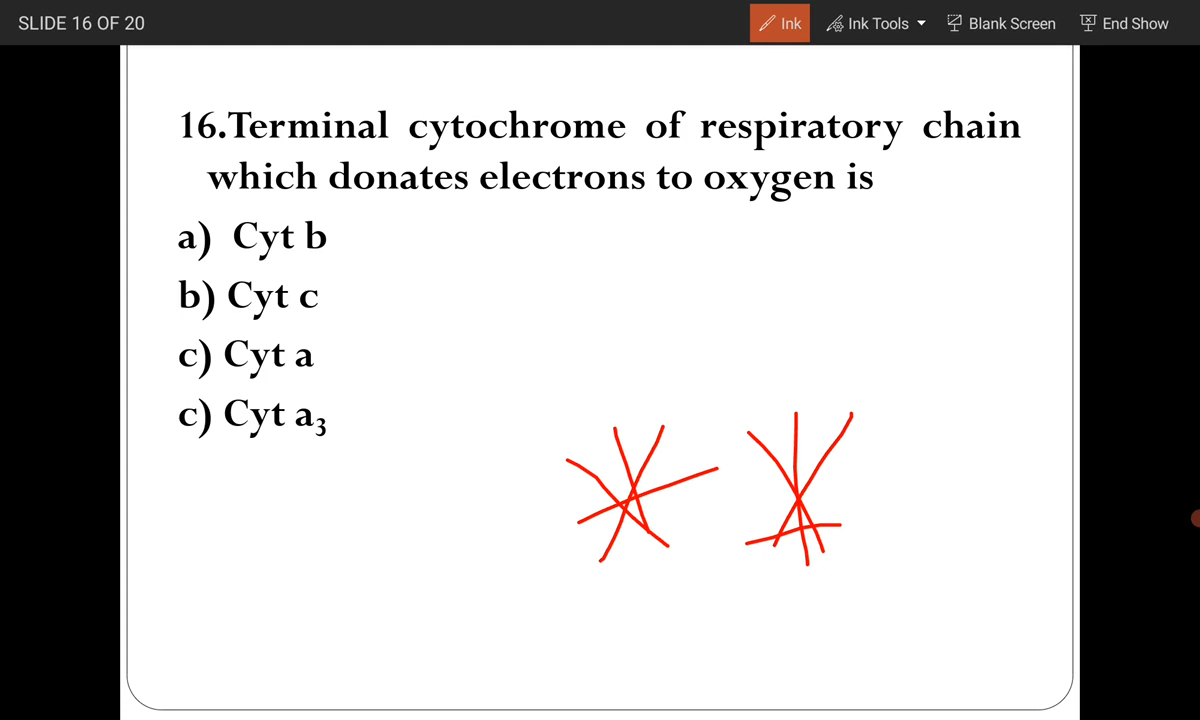 SLIDE 16 OF 20
Ink
Ink Tools
Blank Screen
End Show
16.Terminal cytochrome of respiratory chain
which donates electrons to oxygen is
a) Cyt b
b) Cyt c
c) Cyt a
c) Cyt a₃